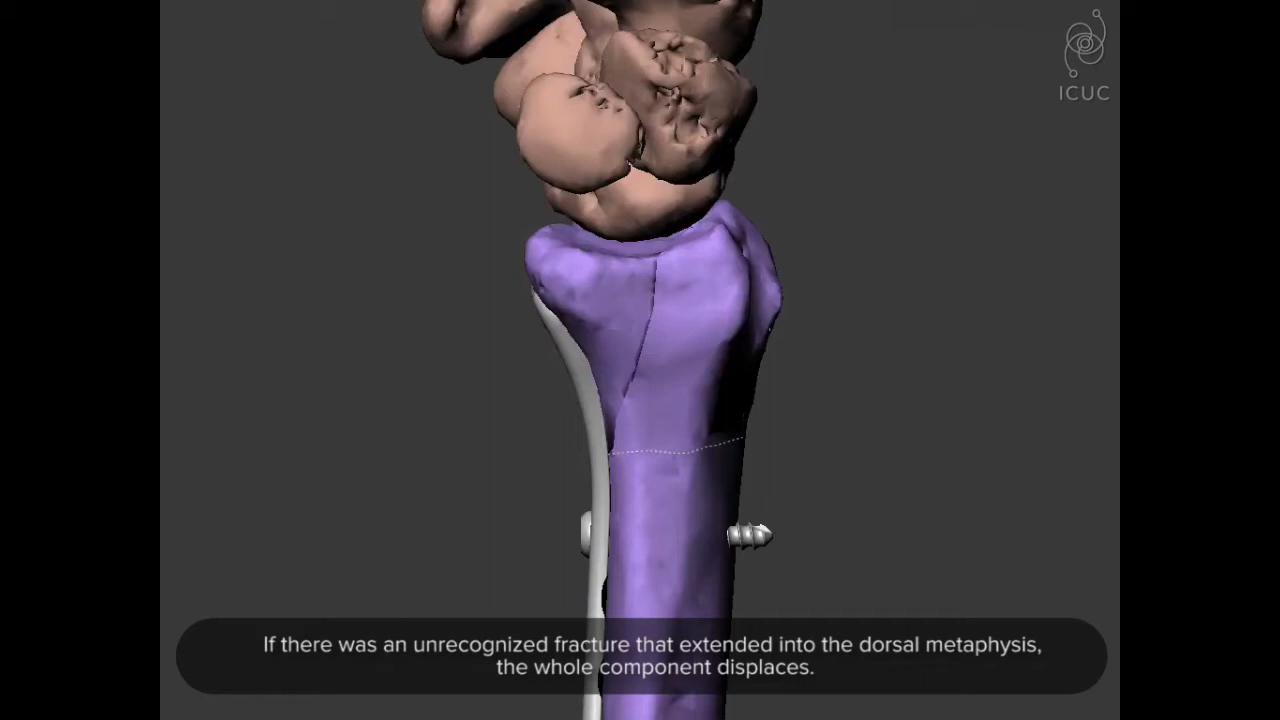 ICUC
If there was an unrecognized fracture that extended into the dorsal metaphysis,
the whole component displaces.